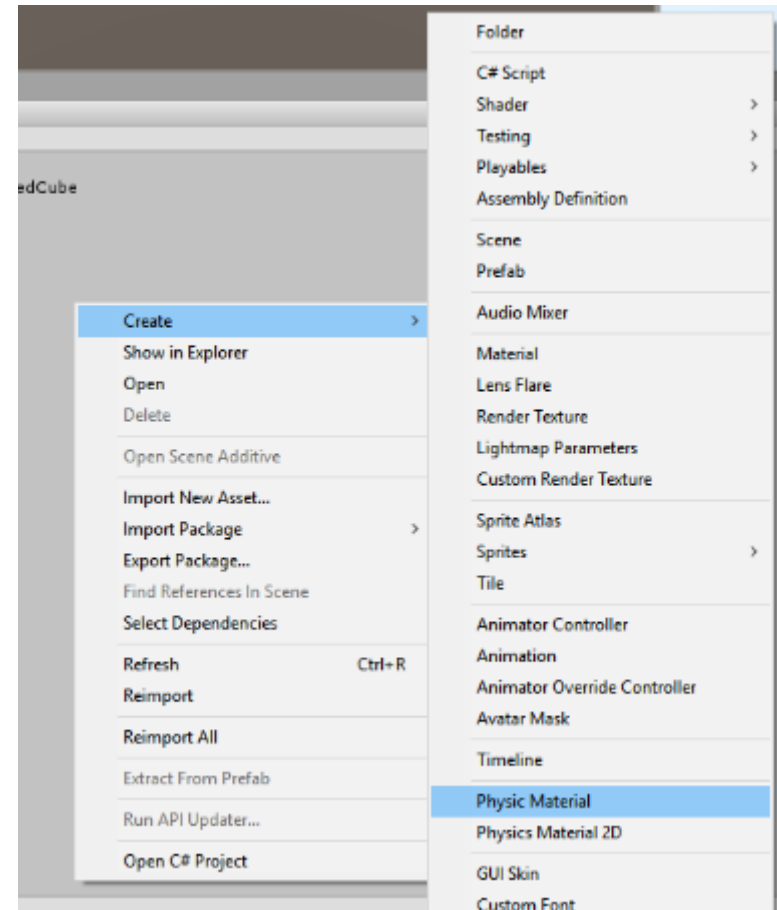 edCube
Create
Show in Explorer
Open
Delete
Open Scene Additive
Import New Asset...
Import Package
Export Package...
Find References In Scene
Select Dependencies
Refresh Ctrl+R
Reimport
Reimport All
Extract From Prefab
Run API Updater...
Open C# Project
Folder
C# Script
Shader
Testing
Playables
Assembly Definition
Scene
Prefab
Audio Mixer
Material
Lens Flare
Render Texture
Lightmap Parameters
Custom Render Texture
Sprite Atlas
Sprites
Tile
Animator Controller
Animation
Animator Override Controller
Avatar Mask
Timeline
Physic Material
Physics Material 2D
GUI Skin
Custom Font